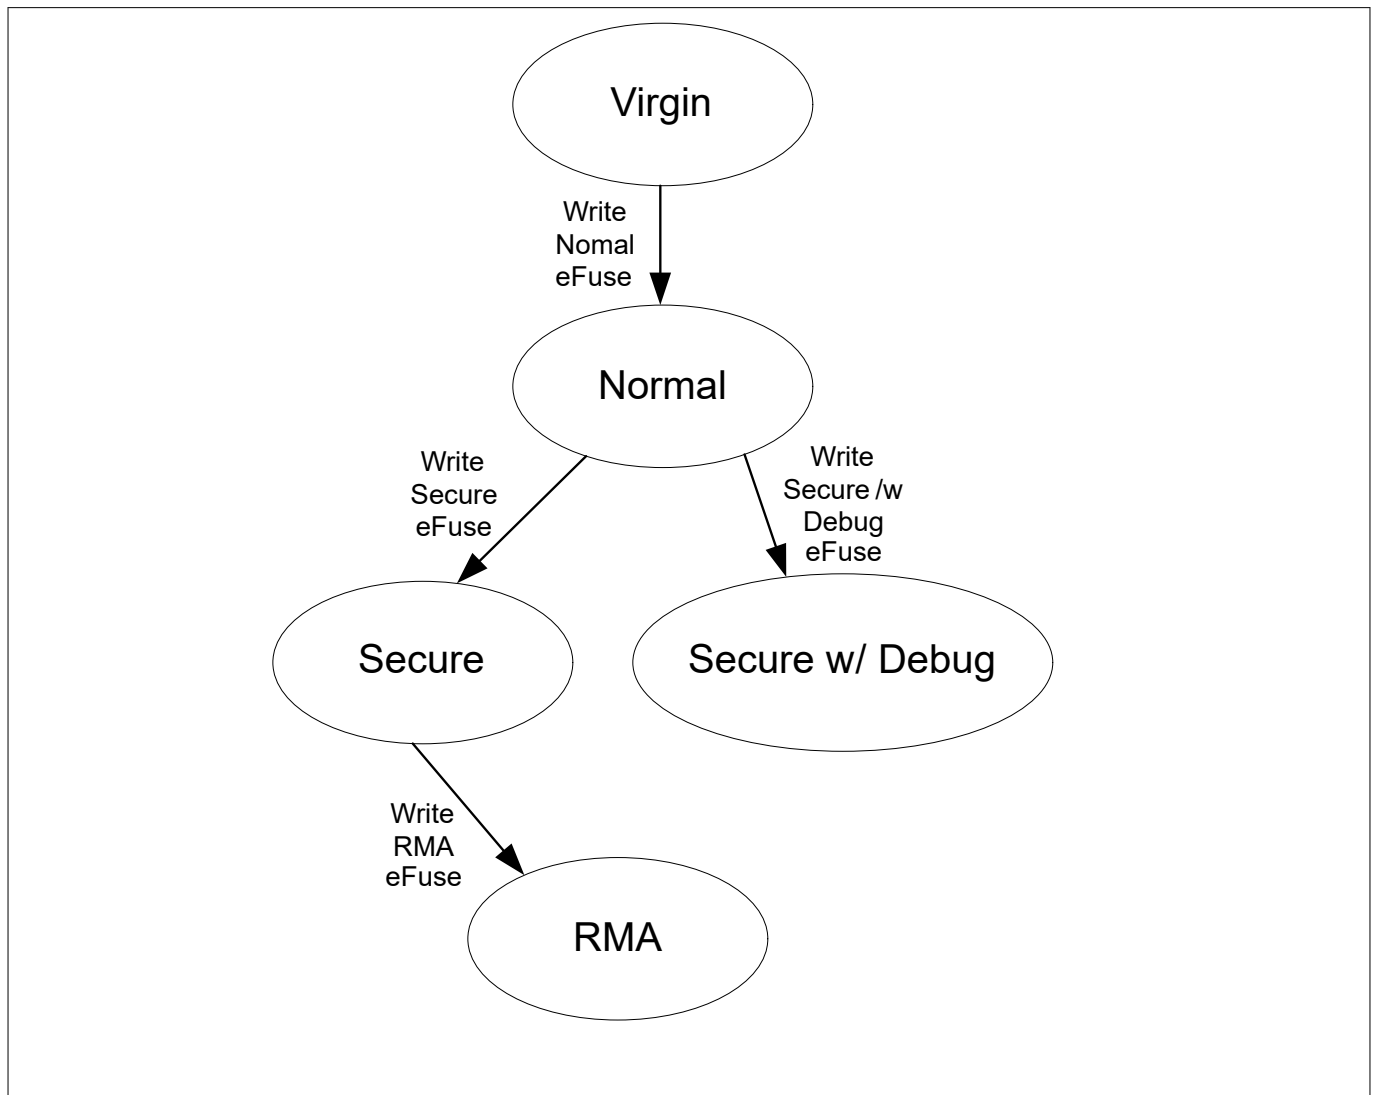 Virgin
Write
Nomal
eFuse
Normal
Write
Secure
eFuse
Write
Secure /w
Debug
eFuse
Secure
Secure w/ Debug
Write
RMA
eFuse
RMA